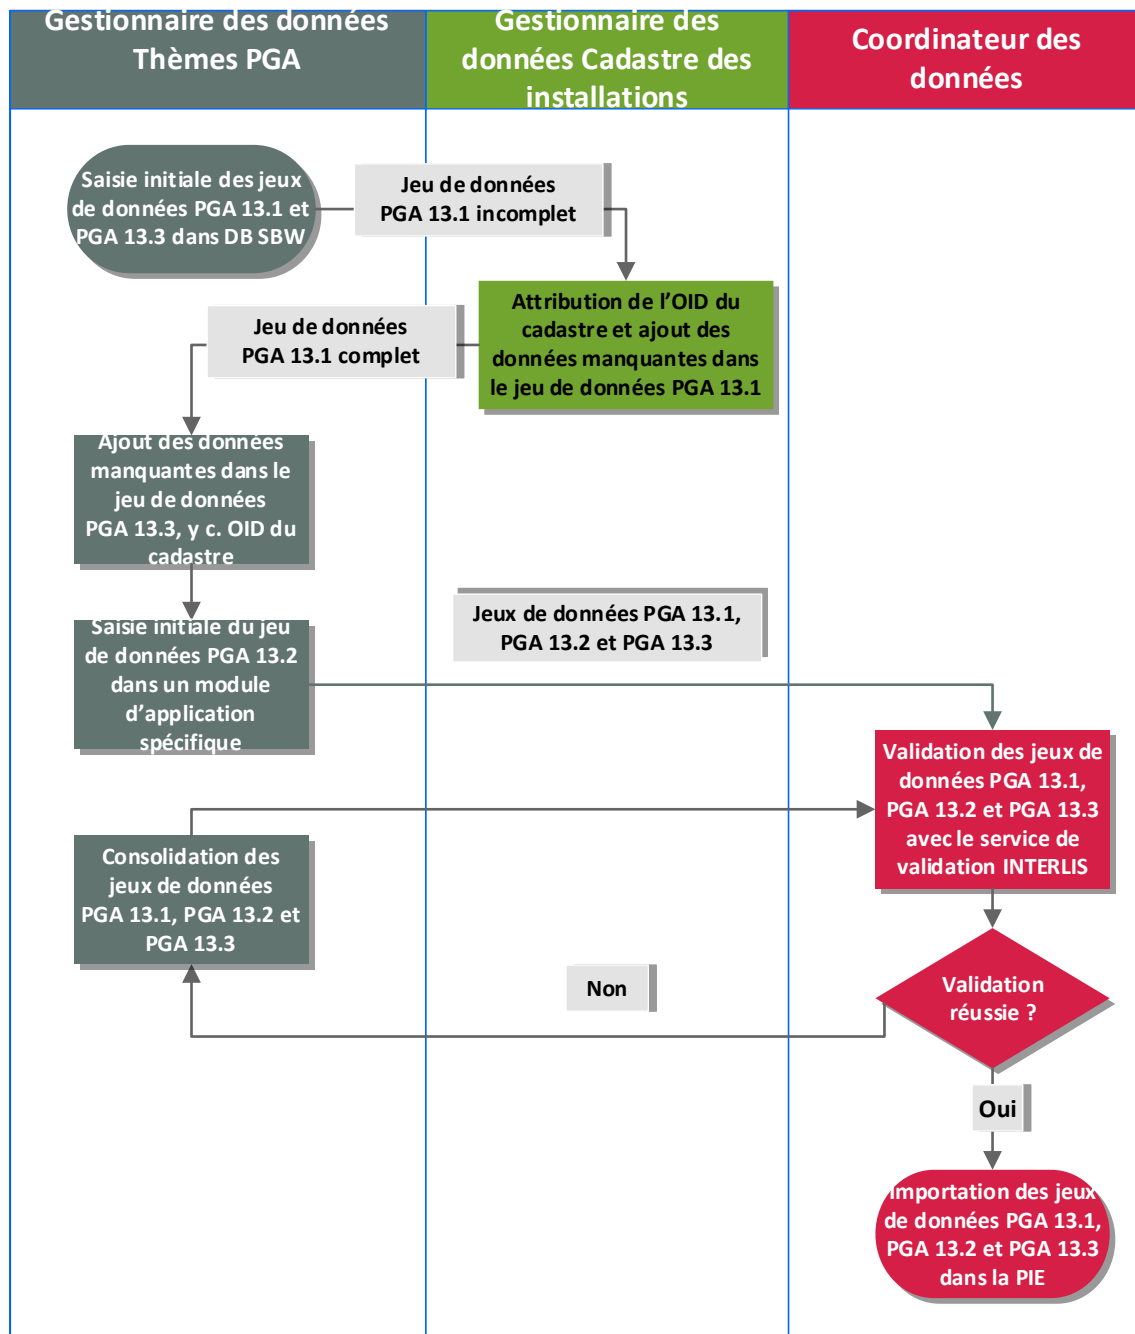 Gestionnaire des données
Thèmes PGA
Gestionnaire des
données Cadastre des
installations
Coordinateur des
données
Saisie initiale des jeux
de données PGA 13.1 et
PGA 13.3 dans DB SBW
Jeu de données
PGA 13.1 incomplet
Attribution de l’OID du
cadastre et ajout des
données manquantes dans
le jeu de données PGA 13.1
Jeu de données
PGA 13.1 complet
Ajout des données
manquantes dans le
jeu de données
PGA 13.3, y c. OID du
cadastre
Saisie initiale du jeu
de données PGA 13.2
dans un module
d’application
spécifique
Jeux de données PGA 13.1,
PGA 13.2 et PGA 13.3
Validation des jeux de
données PGA 13.1,
PGA 13.2 et PGA 13.3
avec le service de
validation INTERLIS
Consolidation des
jeux de données
PGA 13.1, PGA 13.2 et
PGA 13.3
Non
Validation
réussie ?
Oui
Importation des jeux
de données PGA 13.1,
PGA 13.2 et PGA 13.3
dans la PIE